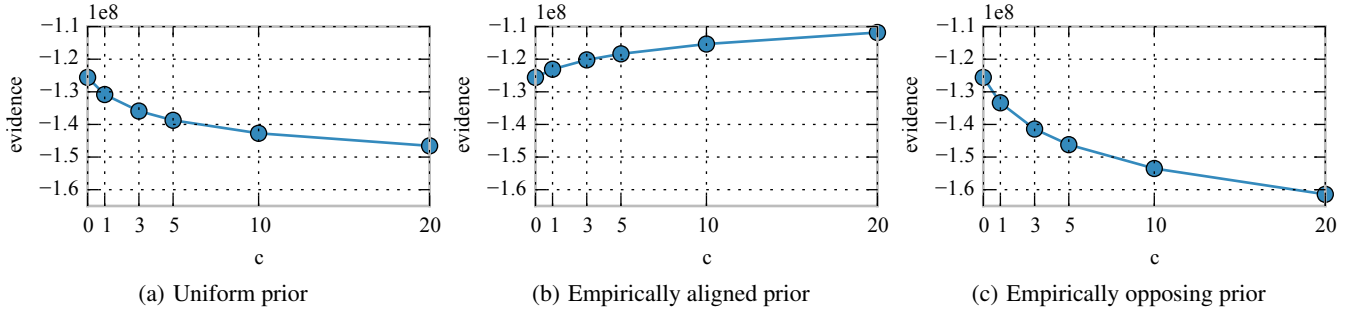 1e8
−1.1
−1.2
−1.3
−1.4
−1.5
−1.6
evidence
0 1 3 5 10 20
c
(a) Uniform prior
1e8
−1.1
−1.2
−1.3
−1.4
−1.5
−1.6
evidence
0 1 3 5 10 20
c
(b) Empirically aligned prior
1e8
−1.1
−1.2
−1.3
−1.4
−1.5
−1.6
evidence
0 1 3 5 10 20
c
(c) Empirically opposing prior